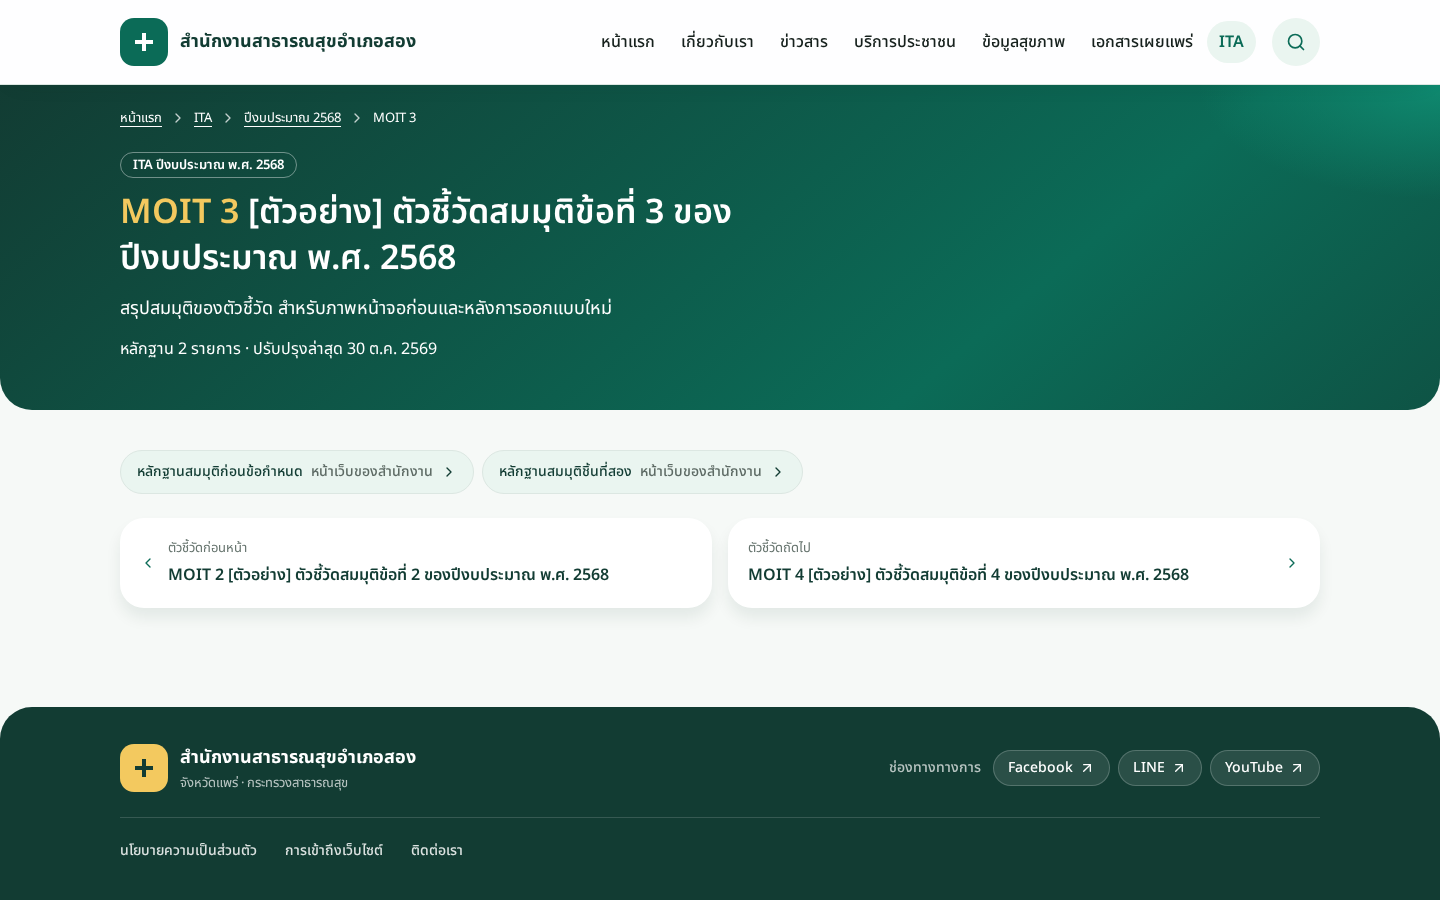 สำนักงานสาธารณสุขอำเภอสอง
หน้าแรก
เกี่ยวกับเรา
ข่าวสาร
บริการประชาชน
ข้อมูลสุขภาพ
เอกสารเผยแพร่
ITA
หน้าแรก
ITA
ปีงบประมาณ 2568
MOIT 3
ITA ปีงบประมาณ พ.ศ. 2568
MOIT 3 [ตัวอย่าง] ตัวชี้วัดสมมุติข้อที่ 3 ของ
ปีงบประมาณ พ.ศ. 2568
สรุปสมมุติของตัวชี้วัด สำหรับภาพหน้าจอก่อนและหลังการออกแบบใหม่
หลักฐาน 2 รายการ · ปรับปรุงล่าสุด 30 ต.ค. 2569
หลักฐานสมมุติก่อนข้อกำหนด หน้าเว็บของสำนักงาน
หลักฐานสมมุติชิ้นที่สอง หน้าเว็บของสำนักงาน
ตัวชี้วัดก่อนหน้า
MOIT 2 [ตัวอย่าง] ตัวชี้วัดสมมุติข้อที่ 2 ของปีงบประมาณ พ.ศ. 2568
ตัวชี้วัดถัดไป
MOIT 4 [ตัวอย่าง] ตัวชี้วัดสมมุติข้อที่ 4 ของปีงบประมาณ พ.ศ. 2568
สำนักงานสาธารณสุขอำเภอสอง
จังหวัดแพร่ · กระทรวงสาธารณสุข
ช่องทางทางการ
Facebook
LINE
YouTube
นโยบายความเป็นส่วนตัว
การเข้าถึงเว็บไซต์
ติดต่อเรา